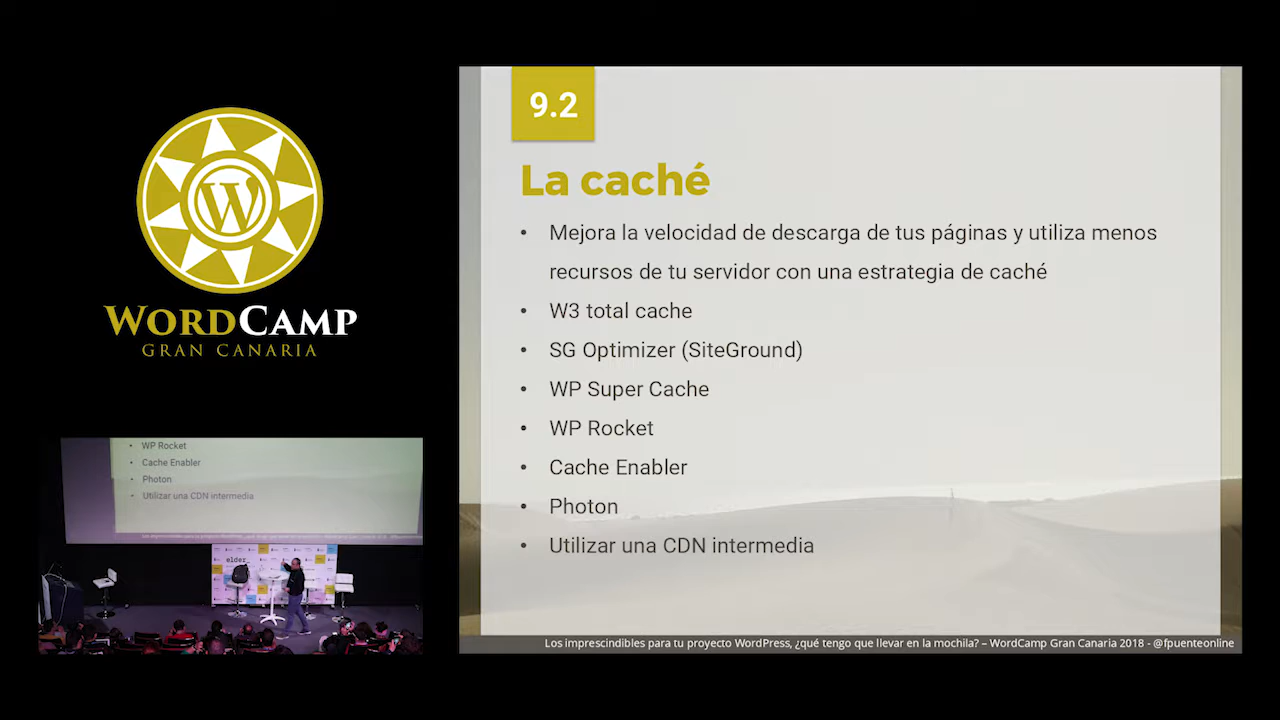 WORDCAMP
GRAN CANARIA
9.2
La caché
• Mejora la velocidad de descarga de tus páginas y utiliza menos
recursos de tu servidor con una estrategia de caché
• W3 total cache
• SG Optimizer (SiteGround)
• WP Super Cache
• WP Rocket
• Cache Enabler
• Photon
• Utilizar una CDN intermedia
Los imprescindibles para tu proyecto WordPress, ¿qué tengo que llevar en la mochila? – WordCamp Gran Canaria 2018 - @fpuenteonline
• WP Rocket
• Cache Enabler
• Photon
• Utilizar una CDN intermedia
elder